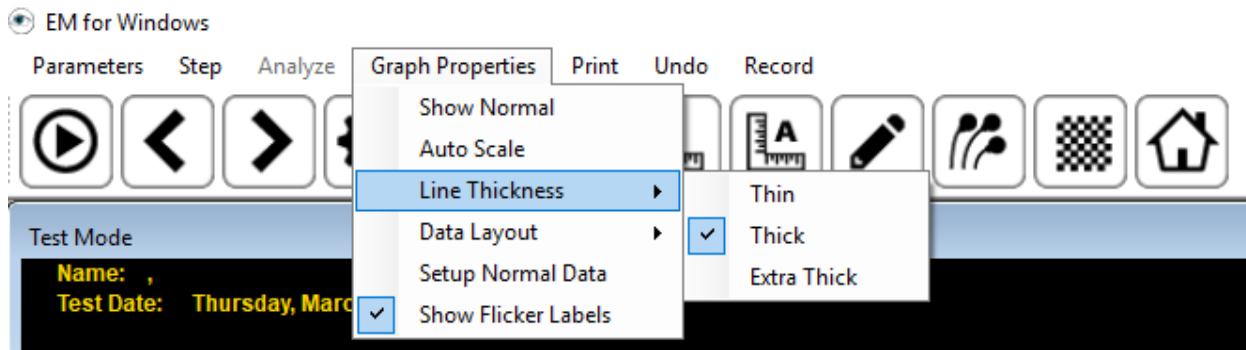 EM for Windows
Parameters Step Analyze Graph Properties Print Undo Record
Show Normal
Auto Scale
A
Line Thickness
Thin
Data Layout
Thick
Setup Normal Data
Extra Thick
Show Flicker Labels
Test Mode
Name: ,
Test Date: Thursday,